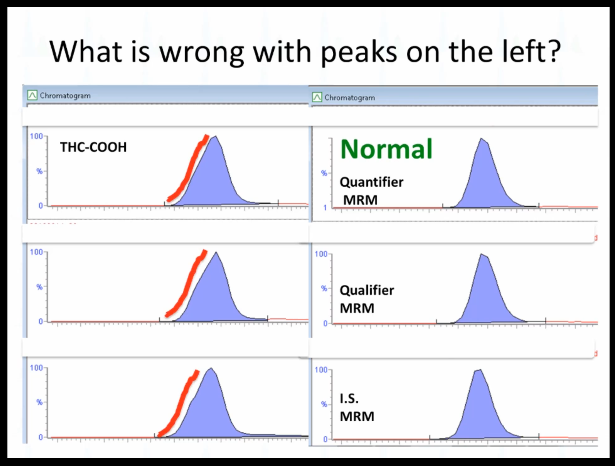 What is wrong with peaks on the left?
Chromatogram
Chromatogram
100
THC-COOH
%
0
Normal
%
Quantifier
MRM
1
100
%
0
100
%
0
Qualifier
MRM
100
%
0
100
%
0
I.S.
MRM